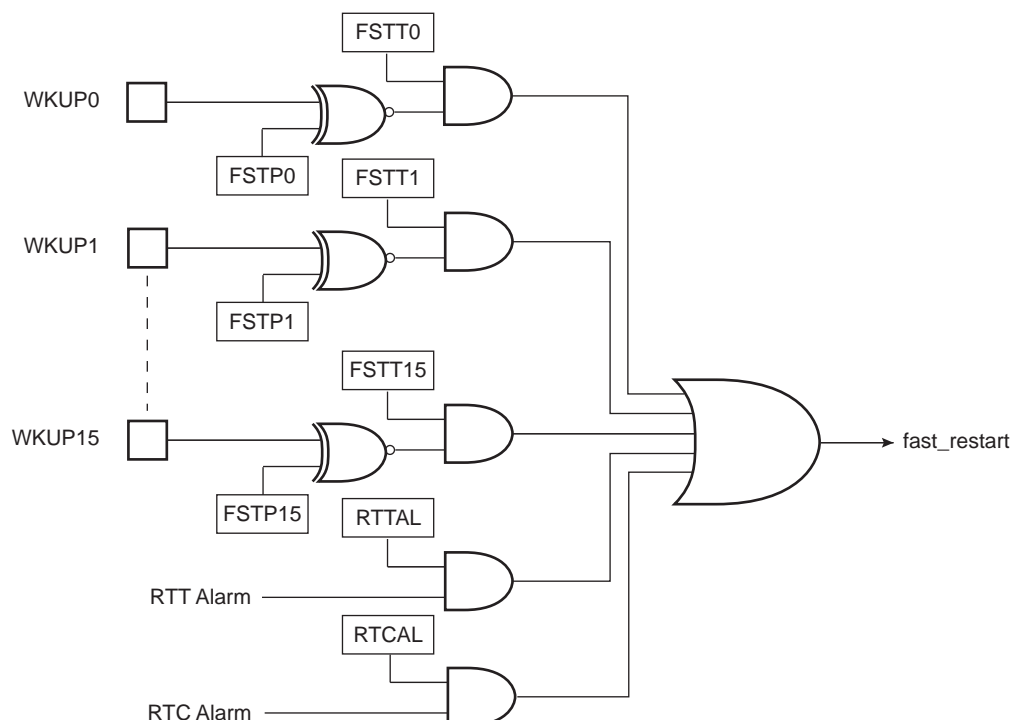 FSTT0
WKUP0
FSTP0
FSTT1
WKUP1
FSTP1
FSTT15
WKUP15
fast_restart
FSTP15
RTTAL
RTT Alarm
RTCAL
RTC Alarm